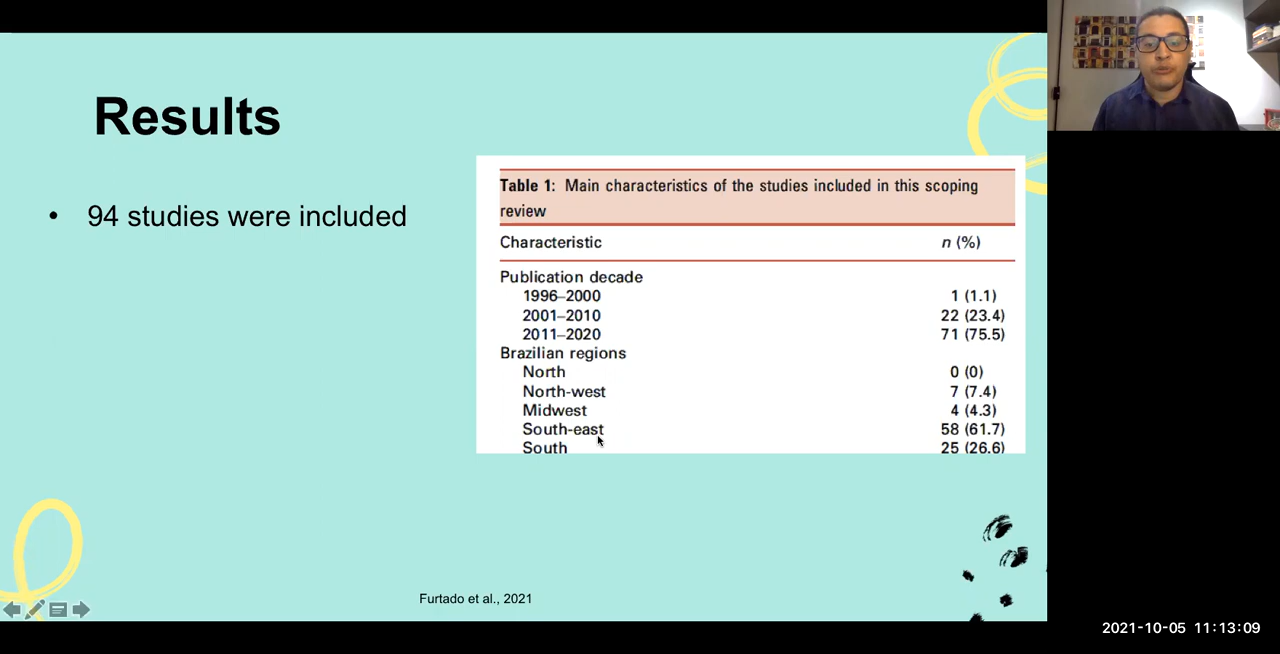 Results
• 94 studies were included
Table 1: Main characteristics of the studies included in this scoping
review
Characteristic n (%)
Publication decade
1996–2000 1 (1.1)
2001–2010 22 (23.4)
2011–2020 71 (75.5)
Brazilian regions
North 0 (0)
North-west 7 (7.4)
Midwest 4 (4.3)
South-east 58 (61.7)
South 25 (26.6)
Furtado et al., 2021
2021-10-05 11:13:09